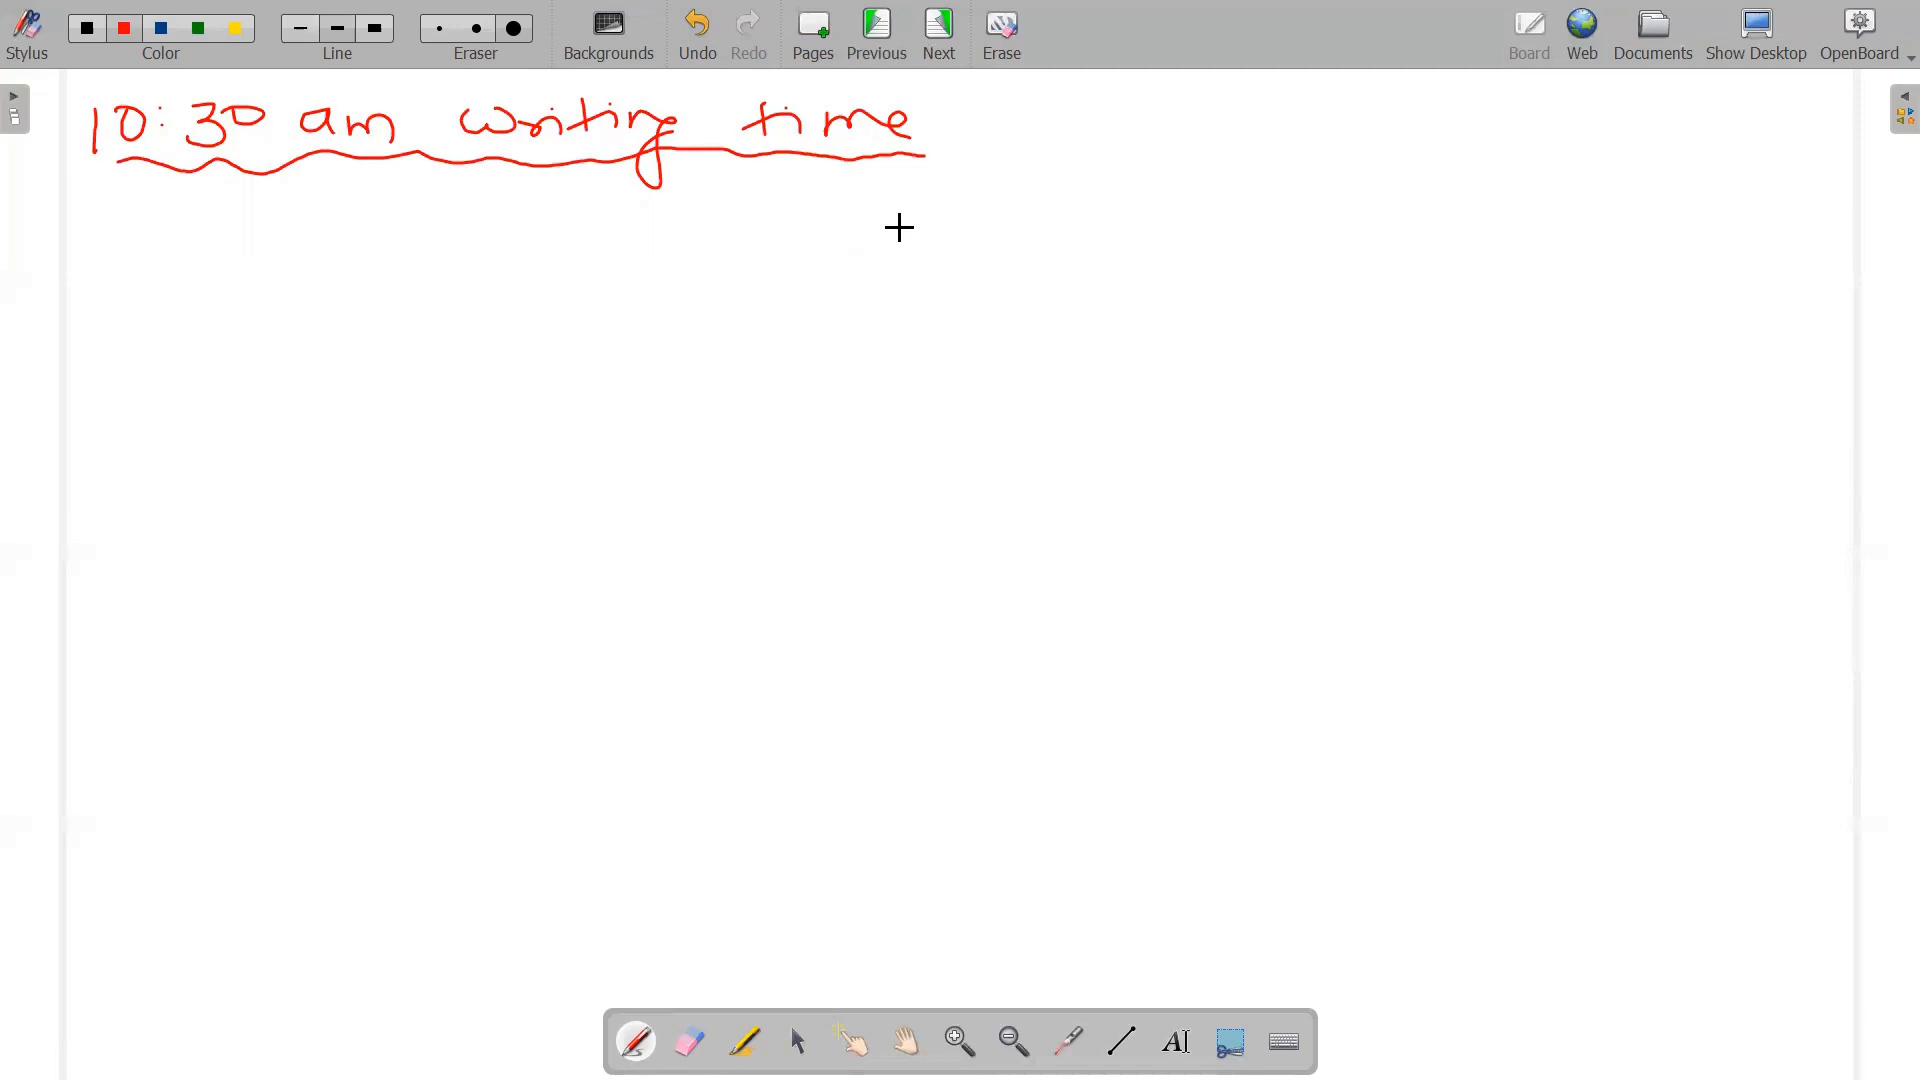 Stylus Color Line Eraser Backgrounds Undo Redo Pages Previous Next Erase Board Web Documents Show Desktop OpenBoard
10:30 am writing time